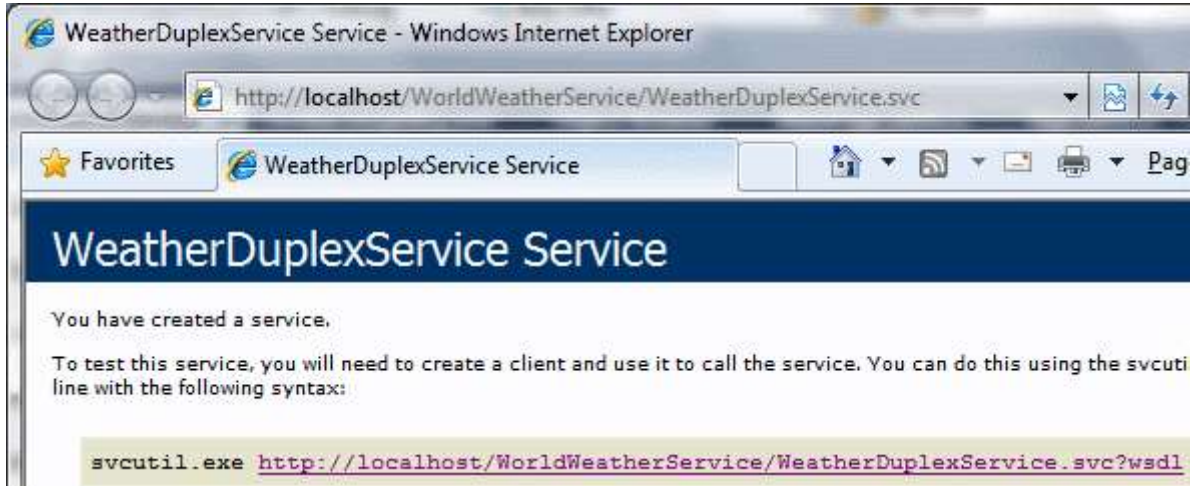 WeatherDuplexService Service - Windows Internet Explorer
http://localhost/WorldWeatherService/WeatherDuplexService.svc
Favorites WeatherDuplexService Service Pag
WeatherDuplexService Service
You have created a service.
To test this service, you will need to create a client and use it to call the service. You can do this using the svcuti
line with the following syntax:
svcutil.exe http://localhost/WorldWeatherService/WeatherDuplexService.svc?wsdl